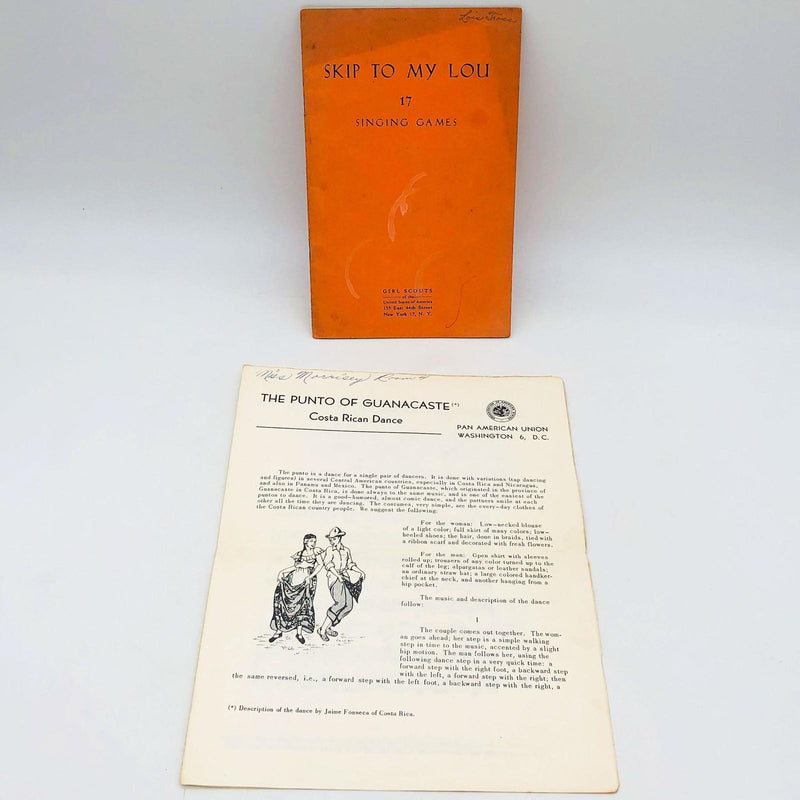 Lois Foss
SKIP TO MY LOU
17
SINGING GAMES
GIRL SCOUTS
of the
United States of America
155 East 44th Street
New York 17, N. Y.
Miss Morrisey Room 4
THE PUNTO OF GUANACASTE(*)
Costa Rican Dance
PAN AMERICAN UNION
WASHINGTON 6, D.C.
The punto is a dance for a single pair of dancers. It is done with variations (tap dancing
and figures) in several Central American countries, especially in Costa Rica and Nicaragua,
and also in Panama and Mexico. The punto of Guanacaste, which originated in the province of
Guanacaste in Costa Rica, is done always to the same music, and is one of the easiest of the
puntos to dance. It is a good-humored, almost comic dance, and the partners smile at each
other all the time they are dancing. The costumes, very simple, are the every-day clothes of
the Costa Rican country people. We suggest the following:
For the woman: Low-necked blouse
of a light color; full skirt of many colors; low-
heeled shoes; the hair, done in braids, tied with
a ribbon scarf and decorated with fresh flowers.
For the man: Open shirt with sleeves
rolled up; trousers of any color turned up to the
calf of the leg; alpargatas or leather sandals;
an ordinary straw hat; a large colored handker-
chief at the neck, and another hanging from a
hip pocket.
The music and description of the dance
follow:
I
The couple comes out together. The wom-
an goes ahead; her step is a simple walking
step in time to the music, accented by a slight
hip motion. The man follows her, using the
following dance step in a very quick time: a
forward step with the right foot, a backward step
with the left, a forward step with the right; then
the same reversed, i.e., a forward step with the left foot, a backward step with the right, a
(*) Description of the dance by Jaime Fonseca of Costa Rica.